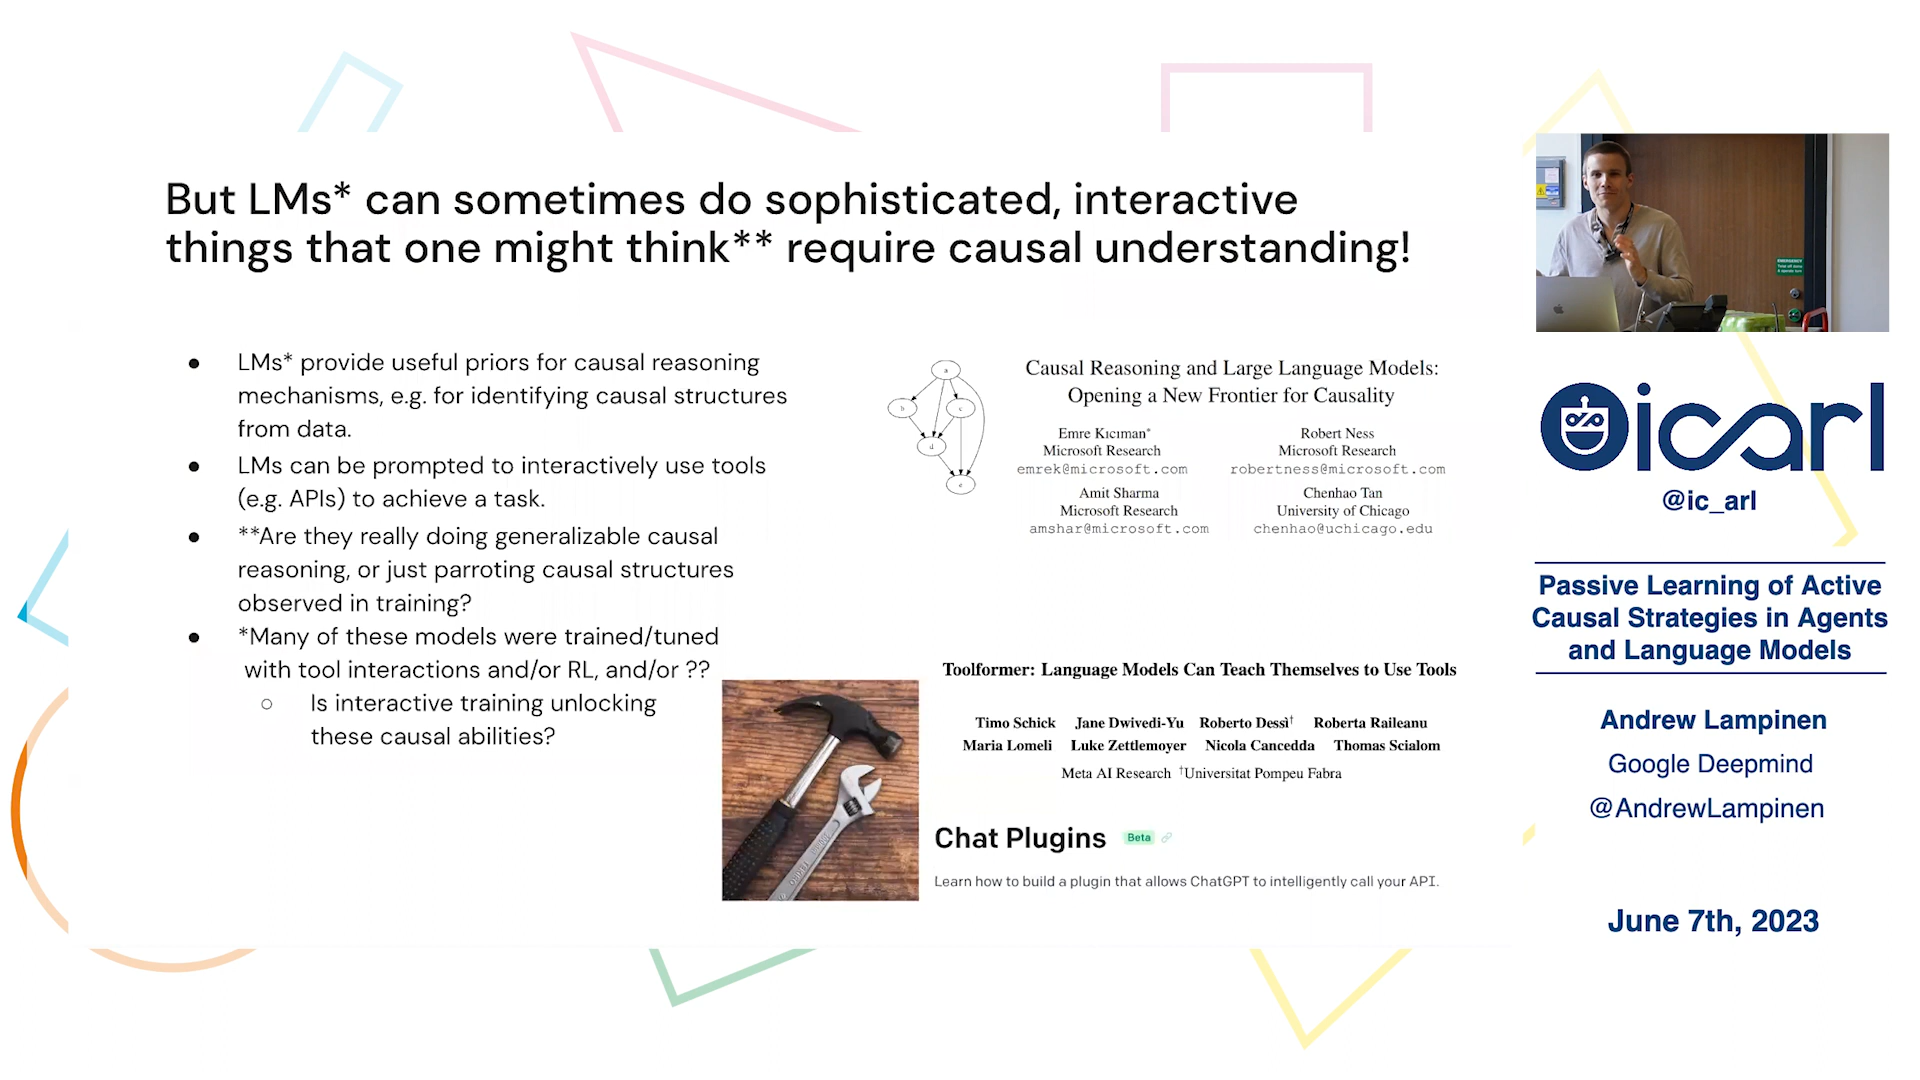 But LMs* can sometimes do sophisticated, interactive
things that one might think** require causal understanding!
● LMs* provide useful priors for causal reasoning
mechanisms, e.g. for identifying causal structures
from data.
● LMs can be prompted to interactively use tools
(e.g. APIs) to achieve a task.
● **Are they really doing generalizable causal
reasoning, or just parroting causal structures
observed in training?
● *Many of these models were trained/tuned
with tool interactions and/or RL, and/or ??
○ Is interactive training unlocking
these causal abilities?
a
b
c
d
e
Causal Reasoning and Large Language Models:
Opening a New Frontier for Causality
Emre Kıcıman*
Microsoft Research
emrek@microsoft.com
Robert Ness
Microsoft Research
robertness@microsoft.com
Amit Sharma
Microsoft Research
amshar@microsoft.com
Chenhao Tan
University of Chicago
chenhao@uchicago.edu
Toolformer: Language Models Can Teach Themselves to Use Tools
Timo Schick Jane Dwivedi-Yu Roberto Dessì† Roberta Raileanu
Maria Lomeli Luke Zettlemoyer Nicola Cancedda Thomas Scialom
Meta AI Research †Universitat Pompeu Fabra
Chat Plugins Beta
Learn how to build a plugin that allows ChatGPT to intelligently call your API.
EMERGENCY
icarl
@ic_arl
Passive Learning of Active
Causal Strategies in Agents
and Language Models
Andrew Lampinen
Google Deepmind
@AndrewLampinen
June 7th, 2023